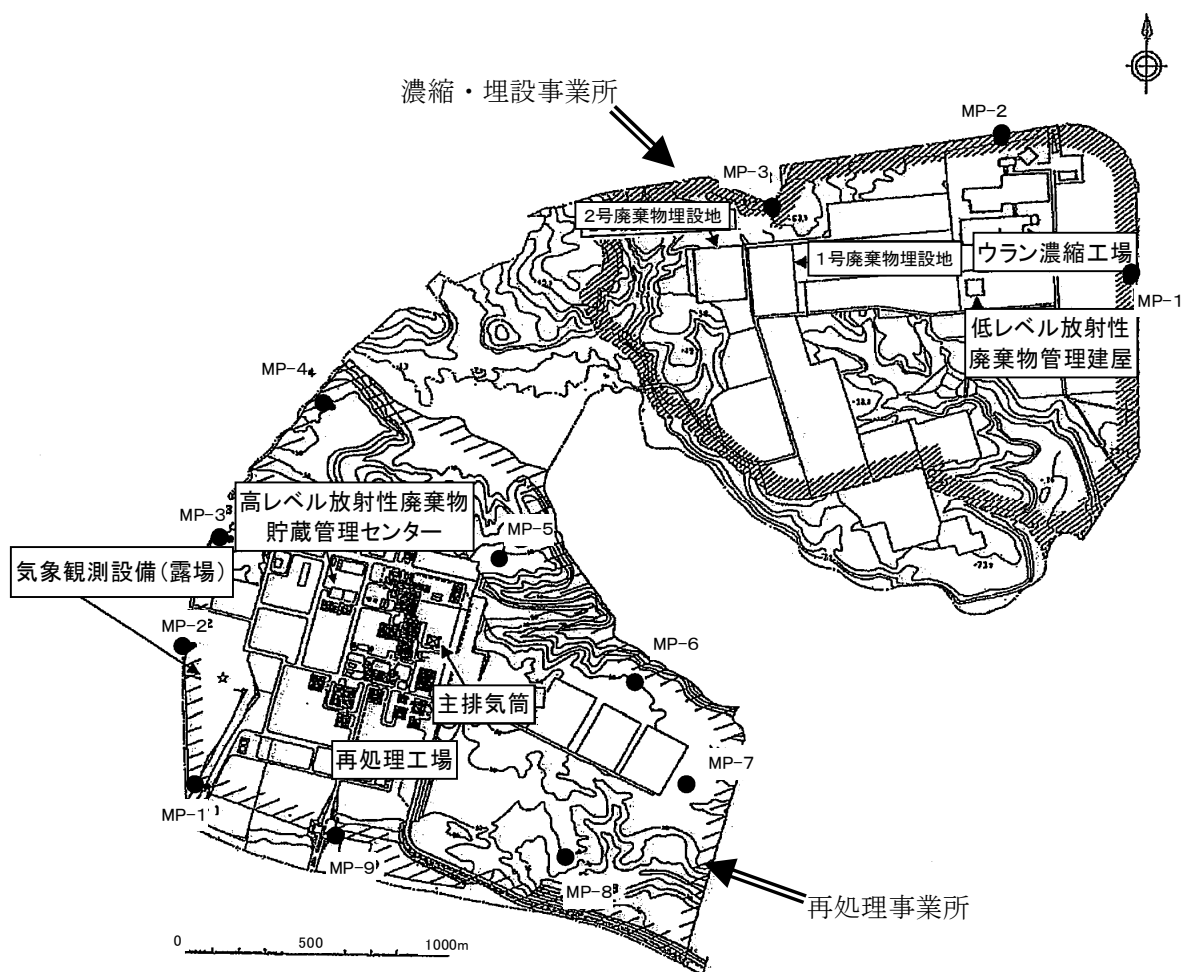 濃縮・埋設事業所
MP-2
MP-3
2号廃棄物埋設地
1号廃棄物埋設地
ウラン濃縮工場
MP-1
低レベル放射性
廃棄物管理建屋
MP-4
高レベル放射性廃棄物
貯蔵管理センター
MP-3
MP-5
気象観測設備(露場)
MP-2
MP-6
主排気筒
再処理工場
MP-7
MP-1
MP-9
MP-8
再処理事業所
0 500 1000m